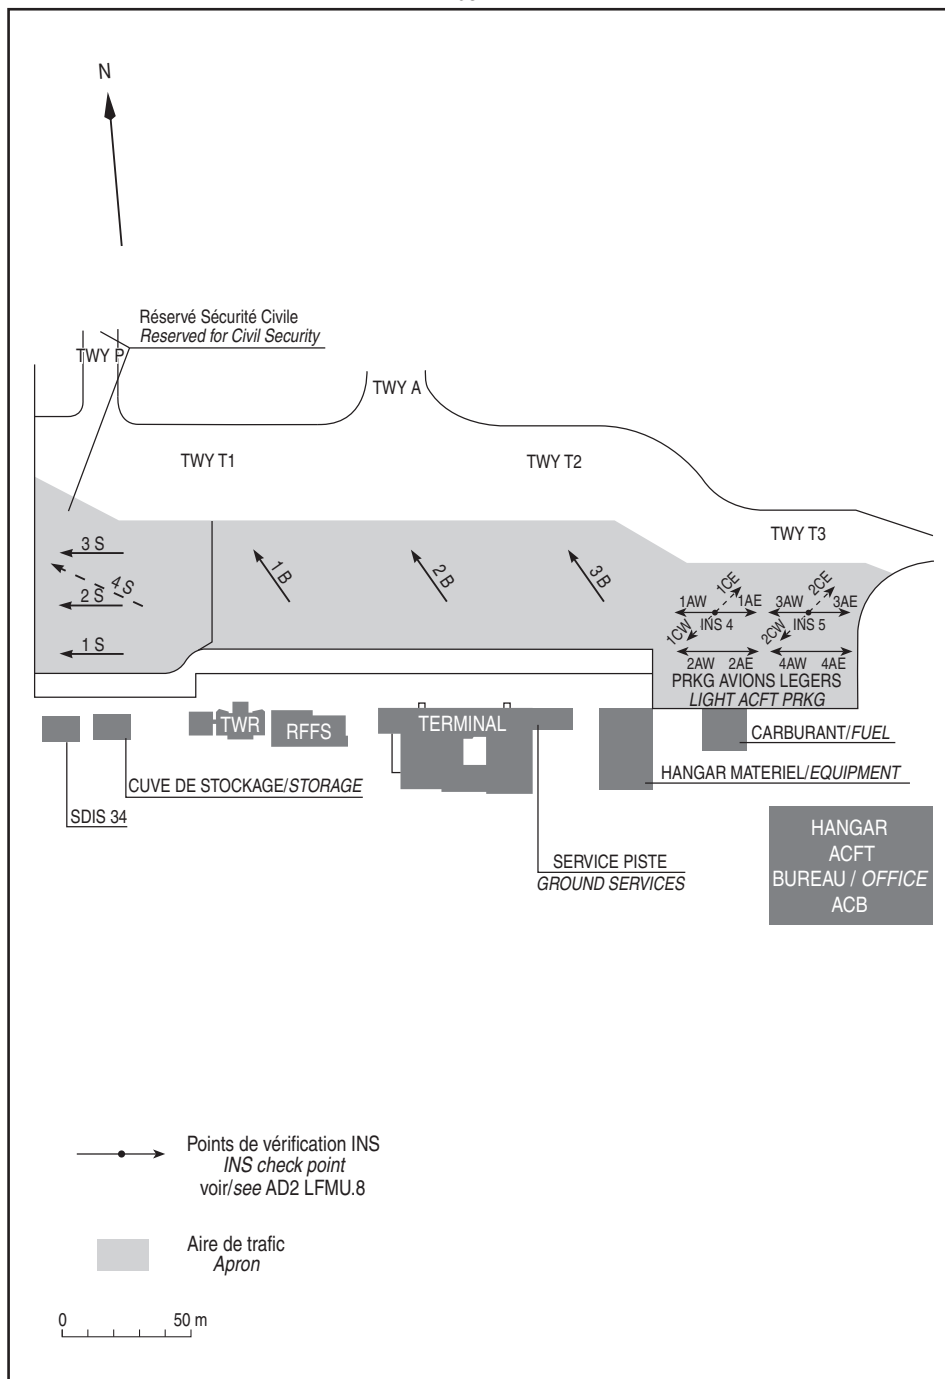 N
Réservé Sécurité Civile
Reserved for Civil Security
TWY P
TWY A
TWY T1
TWY T2
TWY T3
3 S
4 S
2 S
1 S
1 B
2 B
3 B
1CE
2CE
1AW
1AE
3AW
3AE
INS 4
INS 5
1CW
2CW
2AW
2AE
4AW
4AE
PRKG AVIONS LEGERS
LIGHT ACFT PRKG
TWR
RFFS
TERMINAL
CARBURANT/FUEL
HANGAR MATERIEL/EQUIPMENT
CUVE DE STOCKAGE/STORAGE
SDIS 34
SERVICE PISTE
GROUND SERVICES
HANGAR
ACFT
BUREAU / OFFICE
ACB
Points de vérification INS
INS check point
voir/see AD2 LFMU.8
Aire de trafic
Apron
0
50 m